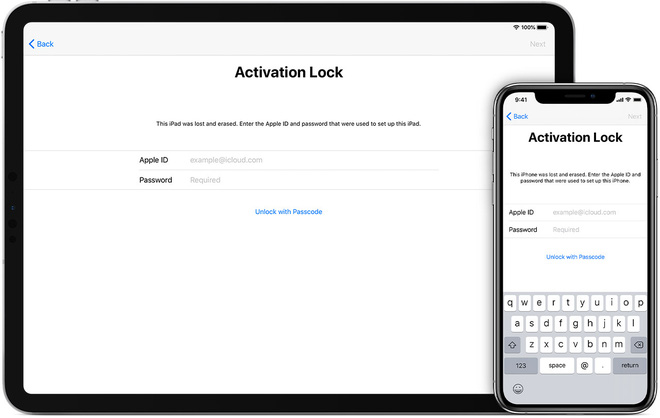 100%
Back
Next
Activation Lock
This iPad was lost and erased. Enter the Apple ID and password that were used to set up this iPad.
Apple ID example@icloud.com
Password Required
Unlock with Passcode
9:41
Back
Next
Activation Lock
This iPhone was lost and erased. Enter the Apple ID and
password that were used to set up this iPhone.
Apple ID example@icloud.com
Password Required
Unlock with Passcode
q w e r t y u i o p
a s d f g h j k l
z x c v b n m
123 space @ . return